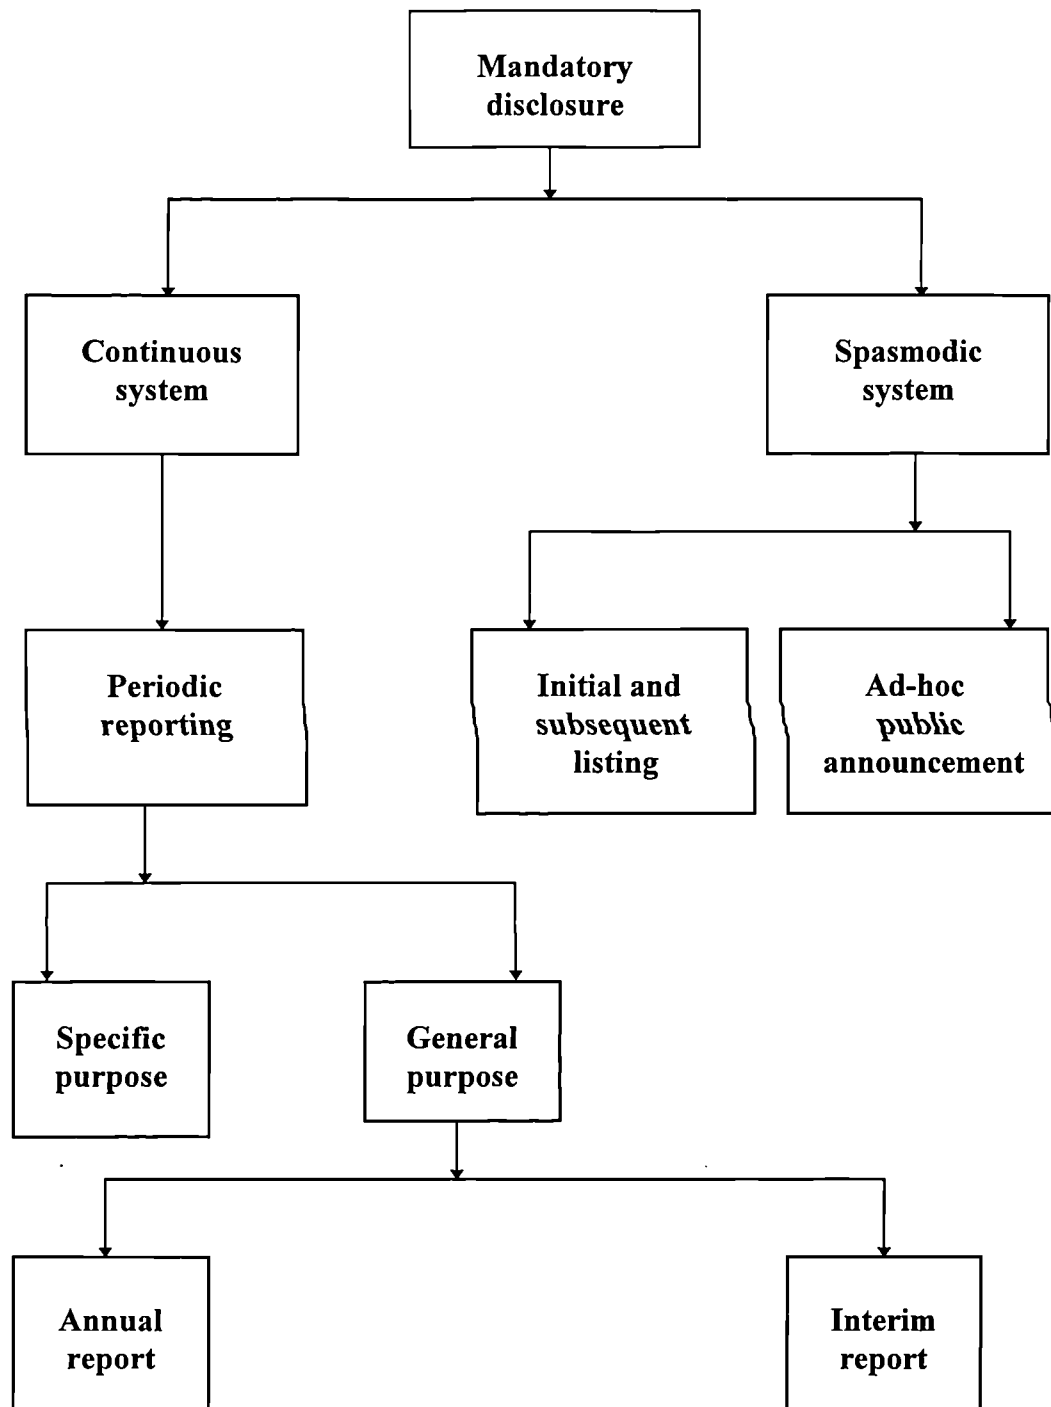 Mandatory
disclosure
Continuous
system
Spasmodic
system
Periodic
reporting
Initial and
subsequent
listing
Ad-hoc
public
announcement
Specific
purpose
General
purpose
Annual
report
Interim
report